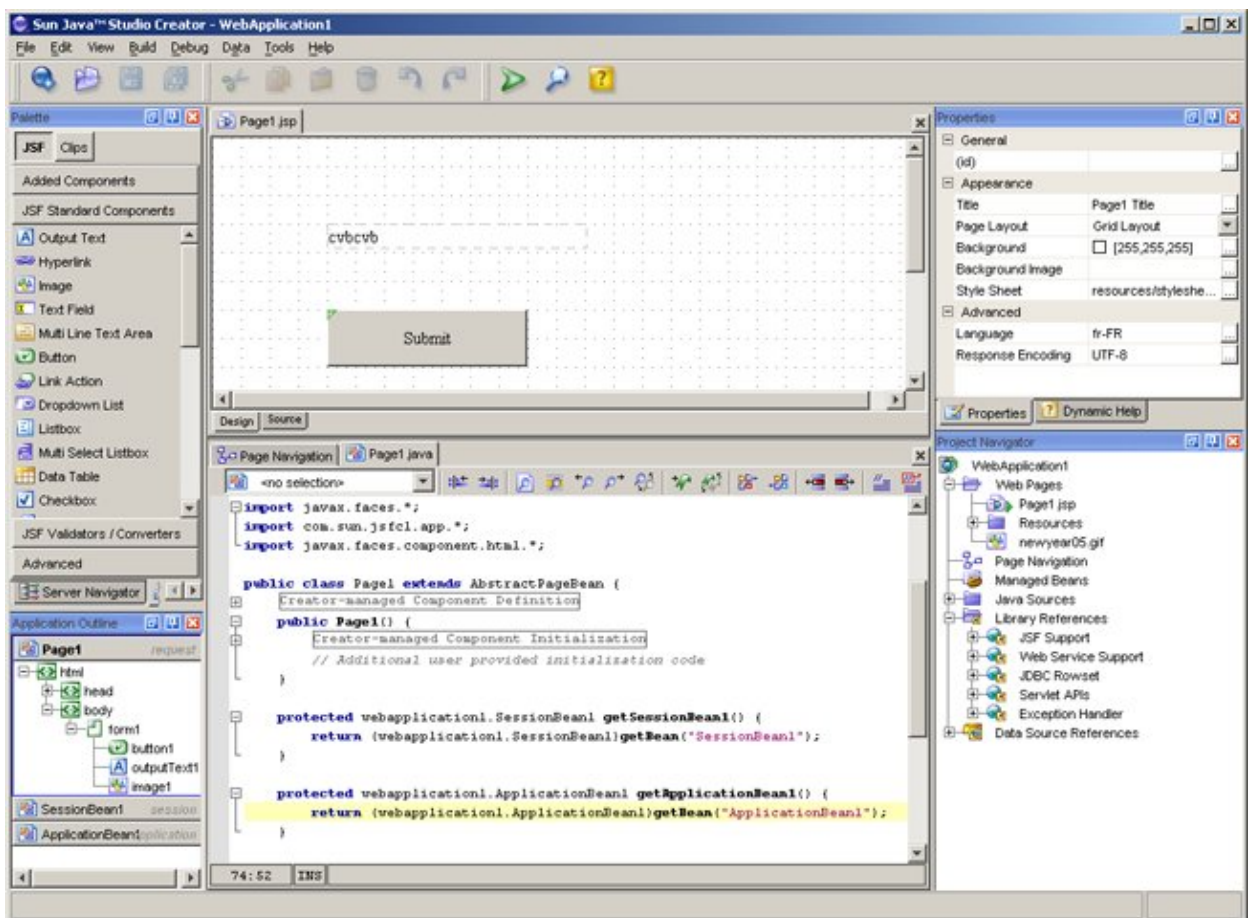 Sun Java™ Studio Creator - WebApplication1
File Edit View Build Debug Data Tools Help
Palette
JSF Clips
Added Components
JSF Standard Components
Output Text
Hyperlink
Image
Text Field
Multi Line Text Area
Button
Link Action
Dropdown List
Listbox
Multi Select Listbox
Data Table
Checkbox
JSF Validators / Converters
Advanced
Server Navigator
Application Outline
Page1 request
html
head
body
form1
button1
outputText1
image1
SessionBean1 session
ApplicationBean1
Page1.jsp
cvbcvb
Submit
Design Source
Page Navigation Page1.java
<no selection>
import javax.faces.*;
import com.sun.jsfcl.app.*;
import javax.faces.component.html.*;
public class Page1 extends AbstractPageBean {
Creator-managed Component Definition
public Page1() {
Creator-managed Component Initialization
// Additional user provided initialization code
}
protected webapplication1.SessionBean1 getSessionBean1() {
return (webapplication1.SessionBean1)getBean("SessionBean1");
}
protected webapplication1.ApplicationBean1 getApplicationBean1() {
return (webapplication1.ApplicationBean1)getBean("ApplicationBean1");
}
74:52 INS
Properties
General
(id)
Appearance
Title Page1 Title
Page Layout Grid Layout
Background [255,255,255]
Background Image
Style Sheet resources/styleshe...
Advanced
Language fr-FR
Response Encoding UTF-8
Properties Dynamic Help
Project Navigator
WebApplication1
Web Pages
Page1.jsp
Resources
newyear05.gif
Page Navigation
Managed Beans
Java Sources
Library References
JSF Support
Web Service Support
JDBC Rowset
Servlet APIs
Exception Handler
Data Source References